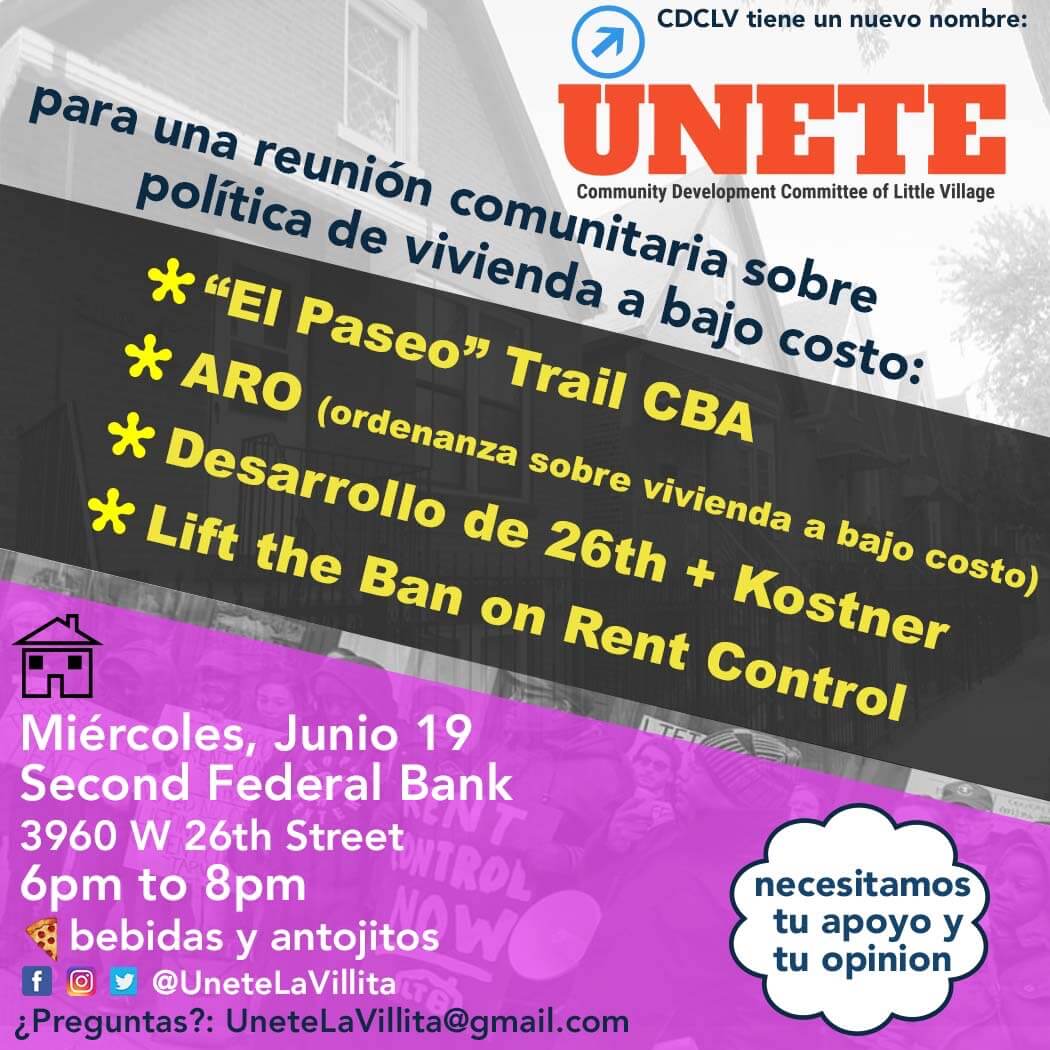 CDCLV tiene un nuevo nombre:
UNETE
Community Development Committee of Little Village
para una reunión comunitaria sobre
política de vivienda a bajo costo:
* “El Paseo” Trail CBA
* ARO (ordenanza sobre vivienda a bajo costo)
* Desarrollo de 26th + Kostner
* Lift the Ban on Rent Control
Miércoles, Junio 19
Second Federal Bank
3960 W 26th Street
6pm to 8pm
bebidas y antojitos
@UneteLaVillita
¿Preguntas?: UneteLaVillita@gmail.com
necesitamos
tu apoyo y
tu opinion
RENT
CONTROL
NOW